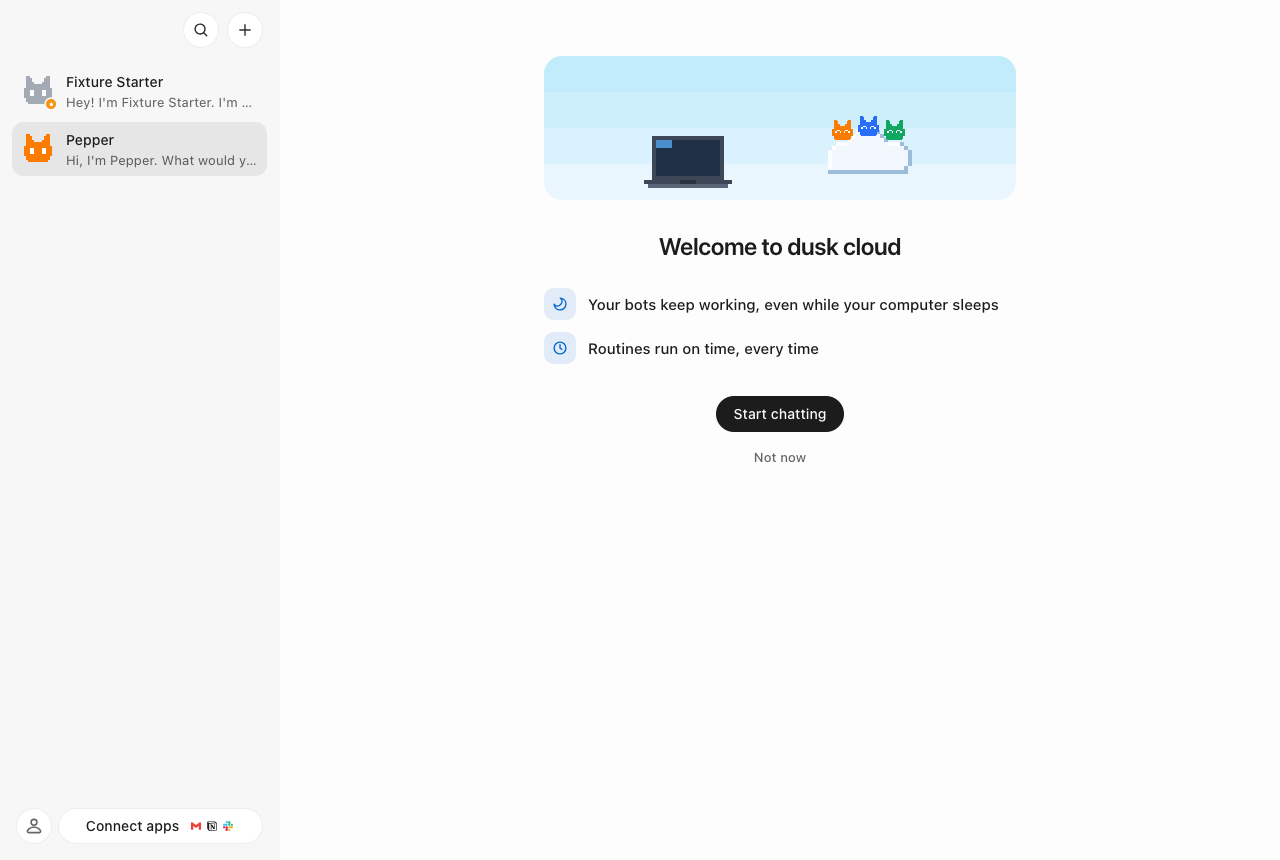 Fixture Starter
Hey! I'm Fixture Starter. I'm ...
Pepper
Hi, I'm Pepper. What would y...
Welcome to dusk cloud
Your bots keep working, even while your computer sleeps
Routines run on time, every time
Start chatting
Not now
Connect apps